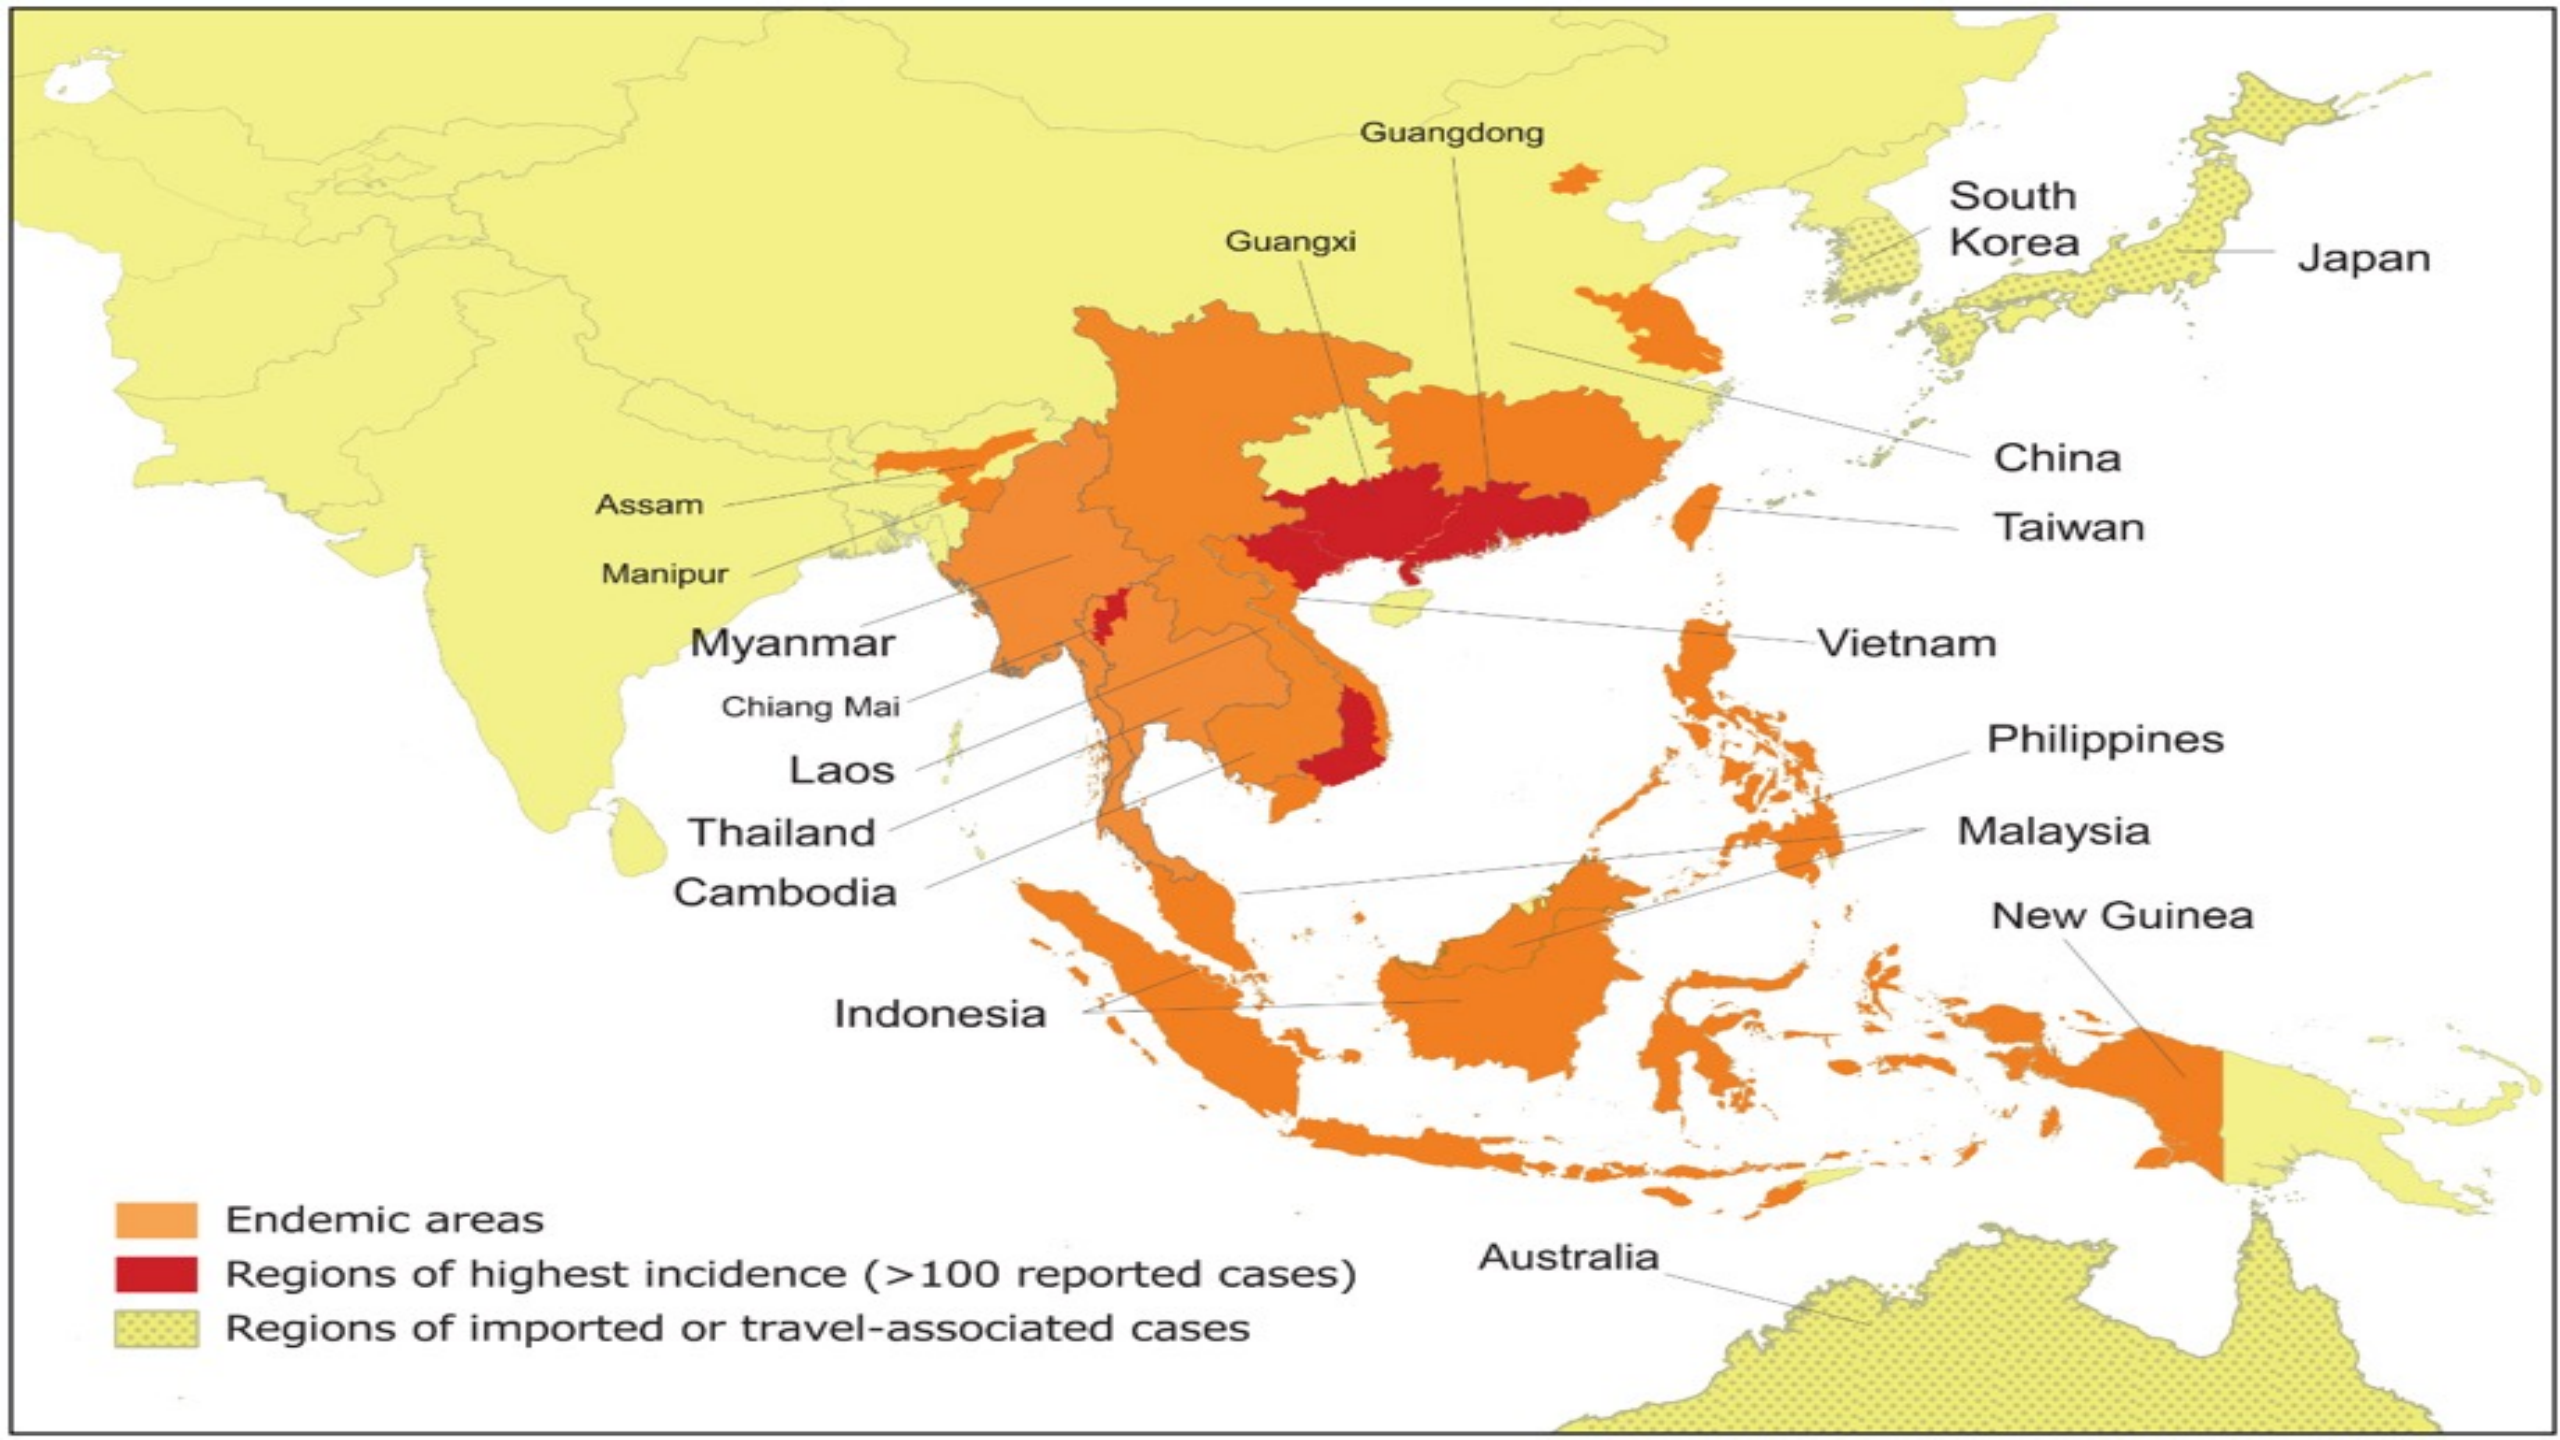 Guangdong
South
Korea
Guangxi
Japan
China
Assam
Taiwan
Manipur
Myanmar
Vietnam
Chiang Mai
Philippines
Laos
Thailand
Malaysia
Cambodia
New Guinea
Indonesia
Endemic areas
Australia
Regions of highest incidence (>100 reported cases)
Regions of imported or travel-associated cases